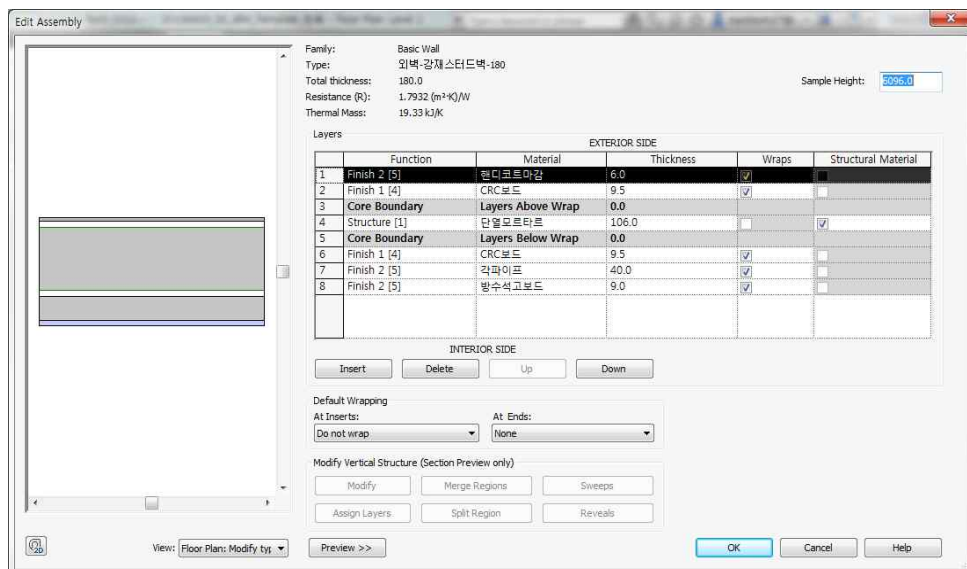 Edit Assembly
Family: Basic Wall
Type: 외벽-강재스터드벽-180
Total thickness: 180.0
Sample Height: 6096.0
Resistance (R): 1.7932 (m²·K)/W
Thermal Mass: 19.33 kJ/K
Layers
EXTERIOR SIDE
Function Material Thickness Wraps Structural Material
1 Finish 2 [5] 핸디코트마감 6.0
2 Finish 1 [4] CRC보드 9.5
3 Core Boundary Layers Above Wrap 0.0
4 Structure [1] 단열모르타르 106.0
5 Core Boundary Layers Below Wrap 0.0
6 Finish 1 [4] CRC보드 9.5
7 Finish 2 [5] 각파이프 40.0
8 Finish 2 [5] 방수석고보드 9.0
INTERIOR SIDE
Insert Delete Up Down
Default Wrapping
At Inserts: At Ends:
Do not wrap None
Modify Vertical Structure (Section Preview only)
Modify Merge Regions Sweeps
Assign Layers Split Region Reveals
2D View: Floor Plan: Modify typ Preview >> OK Cancel Help